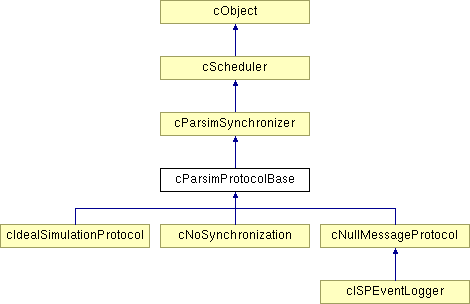 cObject
cScheduler
cParsimSynchronizer
cParsimProtocolBase
cIdealSimulationProtocol
cNoSynchronization
cNullMessageProtocol
cISPEventLogger